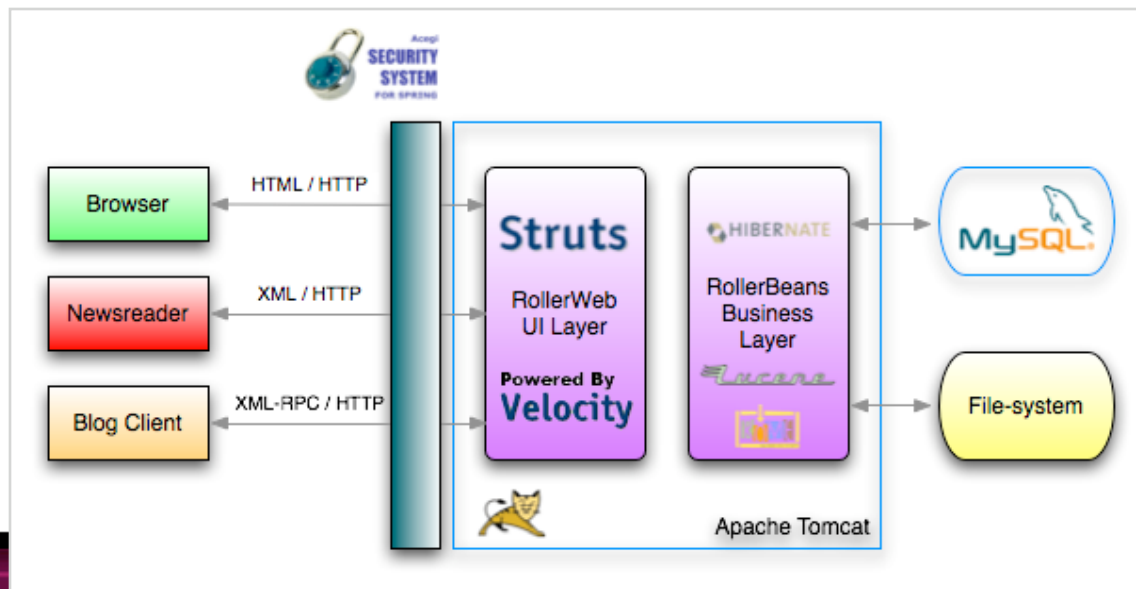 Acegi
SECURITY
SYSTEM
FOR SPRING
HTML / HTTP
Browser
XML / HTTP
Newsreader
XML-RPC / HTTP
Blog Client
Struts
RollerWeb
UI Layer
Powered By
Velocity
HIBERNATE
RollerBeans
Business
Layer
Lucene
Apache Tomcat
MySQL®
File-system